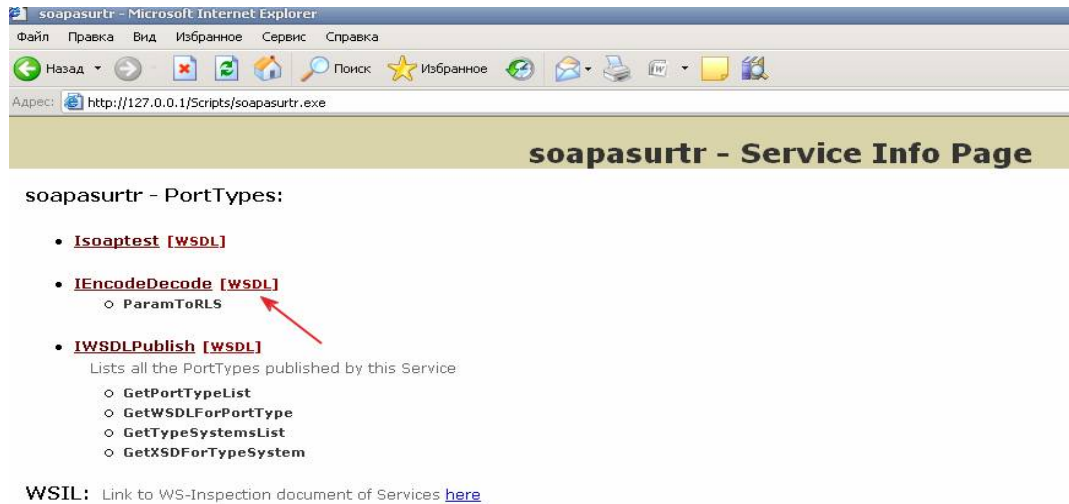 soapasurtr - Microsoft Internet Explorer
Файл Правка Вид Избранное Сервис Справка
Назад Поиск Избранное
Адрес: http://127.0.0.1/Scripts/soapasurtr.exe
soapasurtr - Service Info Page
soapasurtr - PortTypes:
Isoaptest [WSDL]
IEncodeDecode [WSDL]
ParamToRLS
IWSDLPublish [WSDL]
Lists all the PortTypes published by this Service
GetPortTypeList
GetWSDLForPortType
GetTypeSystemsList
GetXSDForTypeSystem
WSIL: Link to WS-Inspection document of Services here